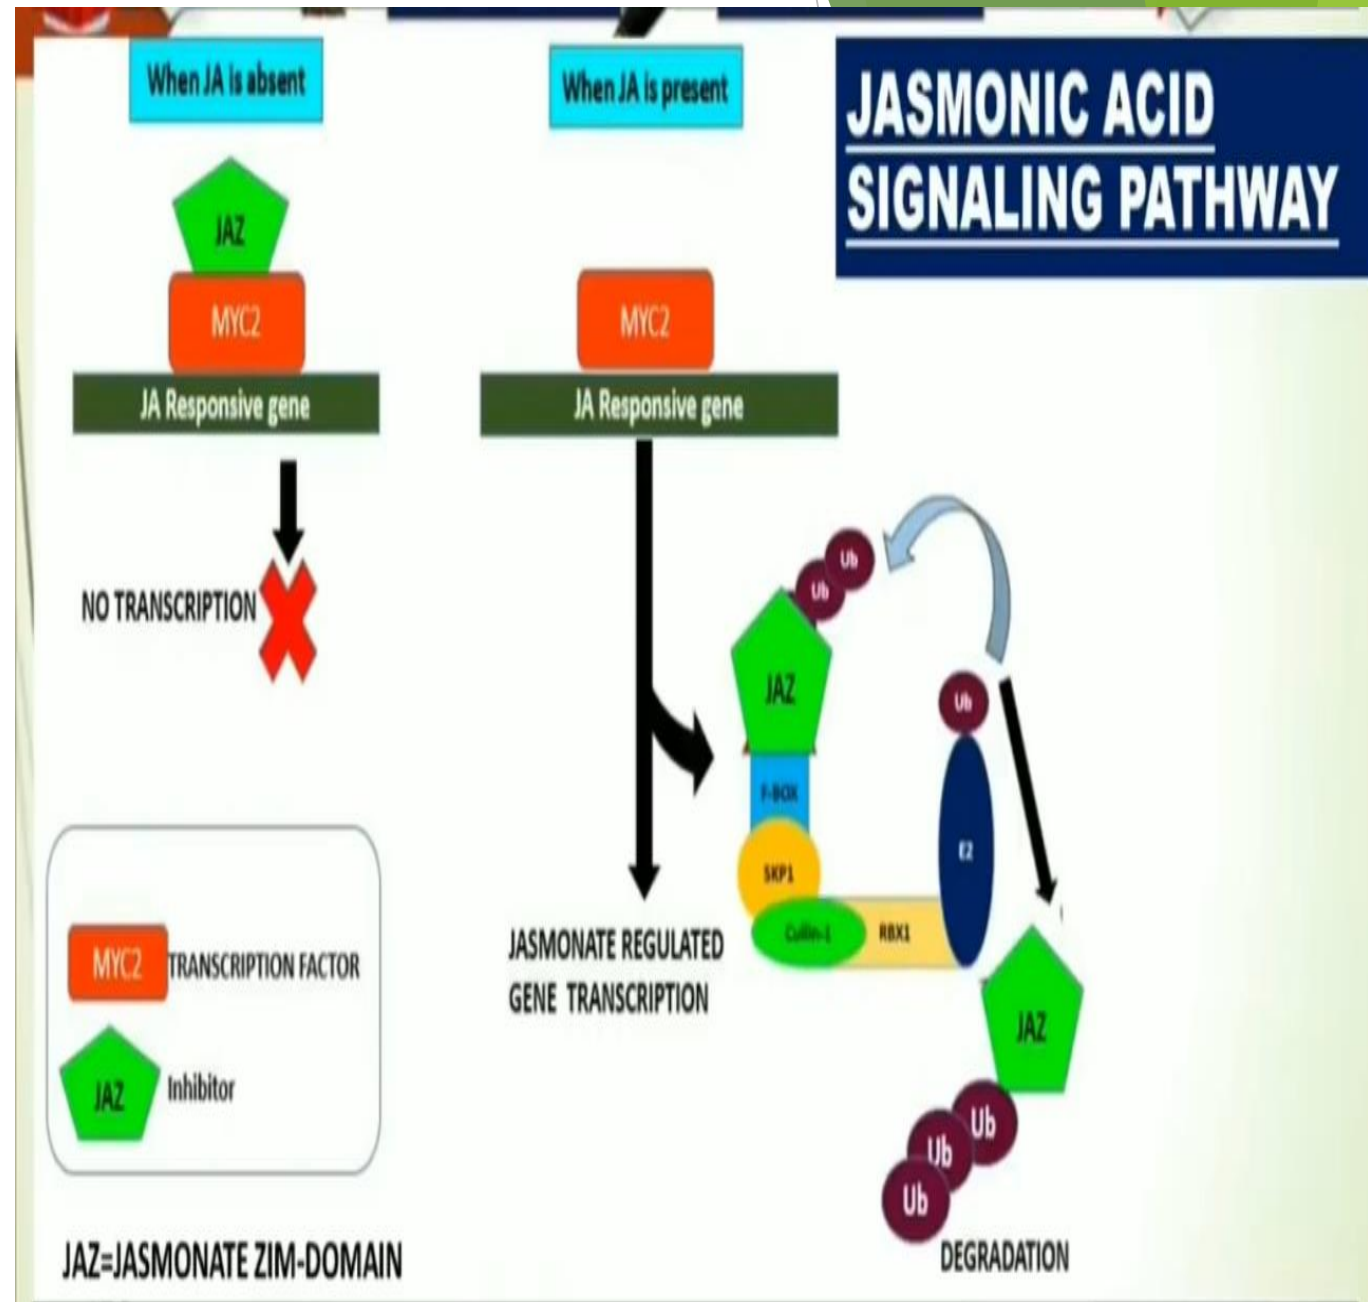 When JA is absent
When JA is present
JASMONIC ACID
SIGNALING PATHWAY
JAZ
MYC2
JA Responsive gene
NO TRANSCRIPTION
MYC2
JA Responsive gene
Ub
Ub
JAZ
F-BOX
SKP1
Cullin-1
RBX1
Ub
E2
JASMONATE REGULATED
GENE TRANSCRIPTION
JAZ
Ub
Ub
Ub
DEGRADATION
MYC2 TRANSCRIPTION FACTOR
JAZ Inhibitor
JAZ=JASMONATE ZIM-DOMAIN